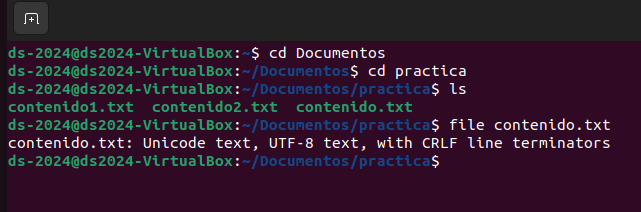 ds-2024@ds2024-VirtualBox:~$ cd Documentos
ds-2024@ds2024-VirtualBox:~/Documentos$ cd practica
ds-2024@ds2024-VirtualBox:~/Documentos/practica$ ls
contenido1.txt  contenido2.txt  contenido.txt
ds-2024@ds2024-VirtualBox:~/Documentos/practica$ file contenido.txt
contenido.txt: Unicode text, UTF-8 text, with CRLF line terminators
ds-2024@ds2024-VirtualBox:~/Documentos/practica$